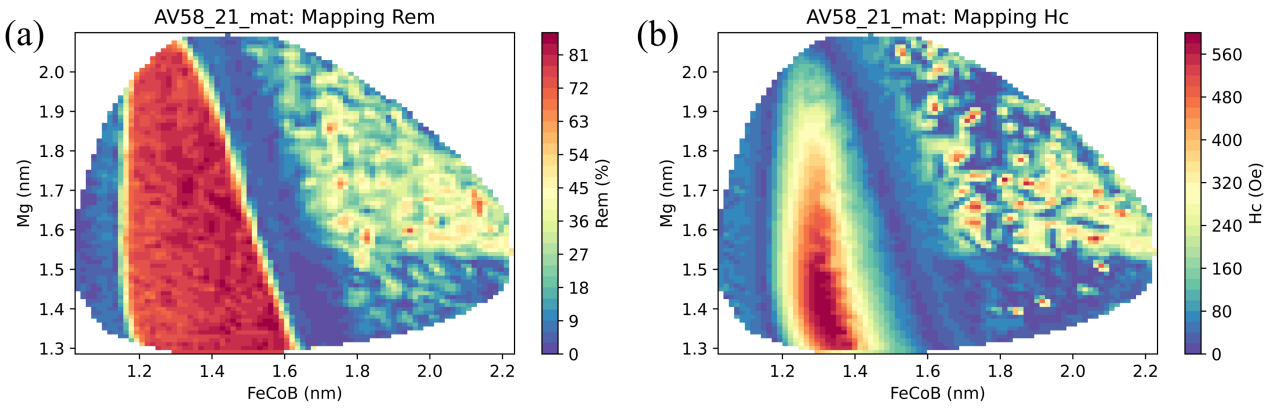 (a)
AV58_21_mat: Mapping Rem
Mg (nm)
2.0
1.9
1.8
1.7
1.6
1.5
1.4
1.3
1.2 1.4 1.6 1.8 2.0 2.2
FeCoB (nm)
81
72
63
54
45
36
27
18
9
0
Rem (%)
(b)
AV58_21_mat: Mapping Hc
Mg (nm)
2.0
1.9
1.8
1.7
1.6
1.5
1.4
1.3
1.2 1.4 1.6 1.8 2.0 2.2
FeCoB (nm)
560
480
400
320
240
160
80
0
Hc (Oe)